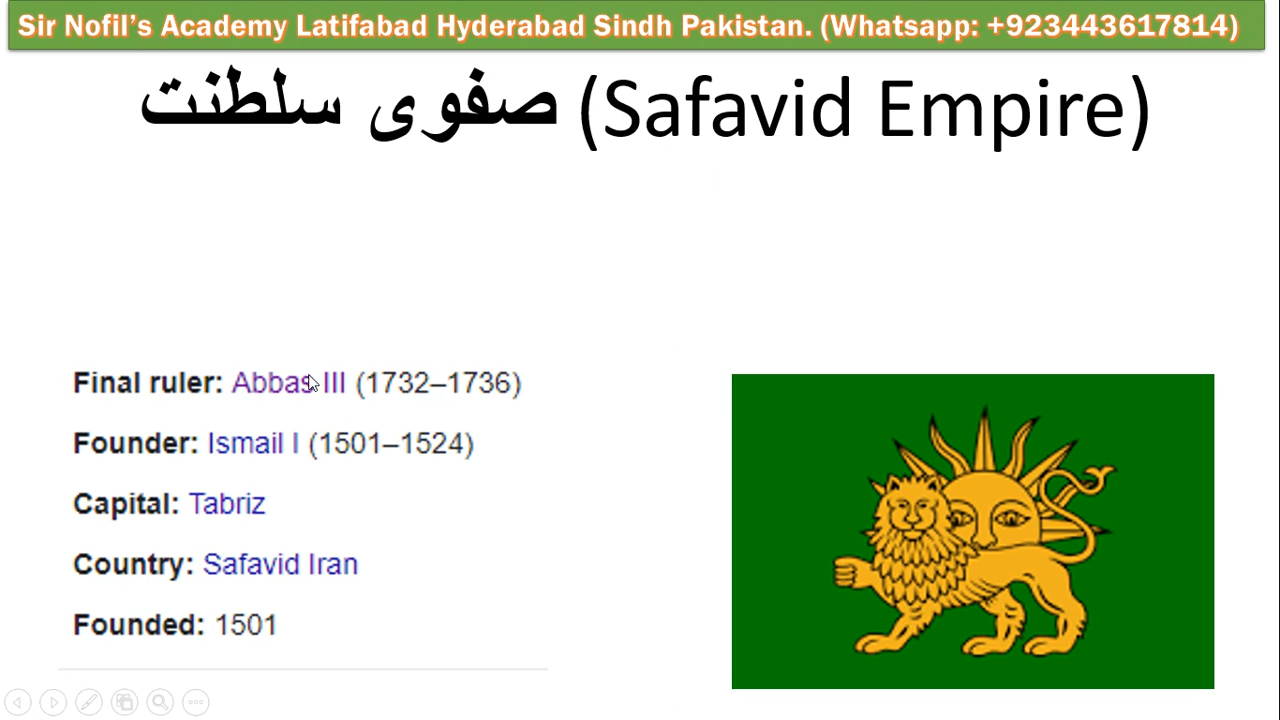 Sir Nofil’s Academy Latifabad Hyderabad Sindh Pakistan. (Whatsapp: +923443617814)
صفوی سلطنت (Safavid Empire)
Final ruler: Abbas III (1732–1736)
Founder: Ismail I (1501–1524)
Capital: Tabriz
Country: Safavid Iran
Founded: 1501